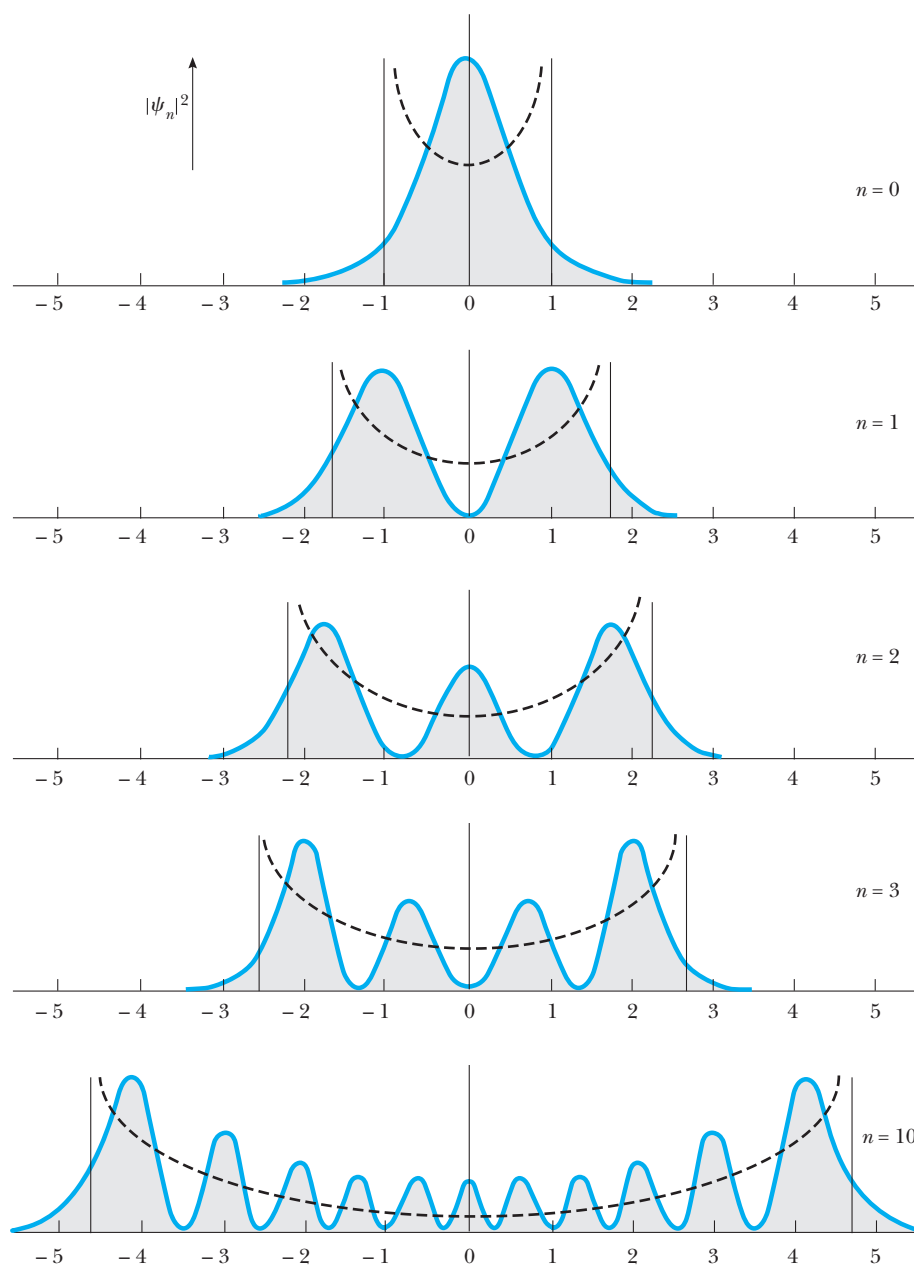 |ψn|2
n = 0
– 5 – 4 – 3 – 2 – 1 0 1 2 3 4 5
n = 1
– 5 – 4 – 3 – 2 – 1 0 1 2 3 4 5
n = 2
– 5 – 4 – 3 – 2 – 1 0 1 2 3 4 5
n = 3
– 5 – 4 – 3 – 2 – 1 0 1 2 3 4 5
n = 10
– 5 – 4 – 3 – 2 – 1 0 1 2 3 4 5